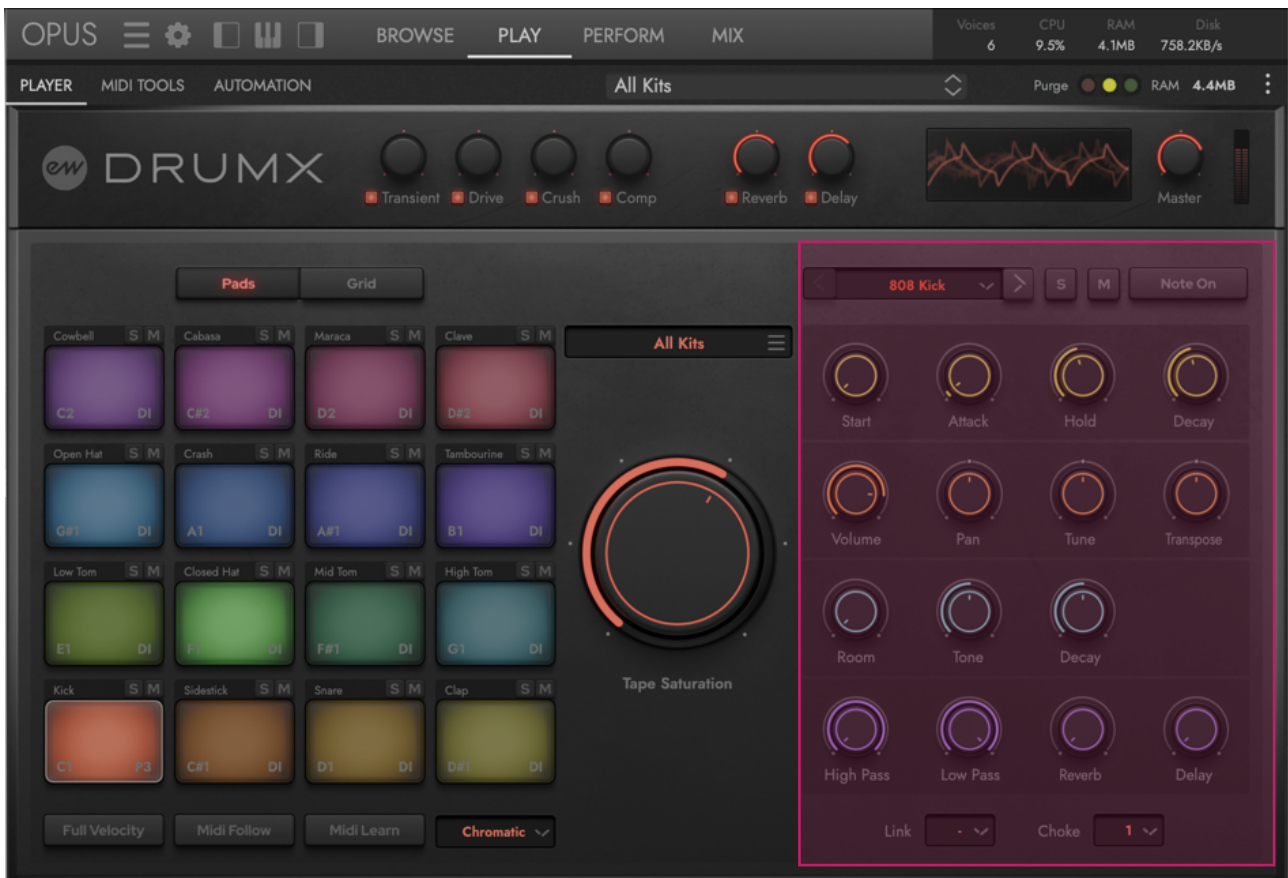 OPUS BROWSE PLAY PERFORM MIX Voices CPU RAM Disk
6 9.5% 4.1MB 758.2KB/s
PLAYER MIDI TOOLS AUTOMATION All Kits Purge RAM 4.4MB
ew DRUMX
Transient Drive Crush Comp Reverb Delay Master
Pads Grid
Cowbell S M Cabasa S M Maraca S M Clave S M
C2 DI C#2 DI D2 DI D#2 DI
Open Hat S M Crash S M Ride S M Tambourine S M
G#1 DI A1 DI A#1 DI B1 DI
Low Tom S M Closed Hat S M Mid Tom S M High Tom S M
E1 DI F1 DI F#1 DI G1 DI
Kick S M Sidestick S M Snare S M Clap S M
C1 P3 C#1 DI D1 DI D#1 DI
Full Velocity Midi Follow Midi Learn Chromatic
All Kits
Tape Saturation
808 Kick S M Note On
Start Attack Hold Decay
Volume Pan Tune Transpose
Room Tone Decay
High Pass Low Pass Reverb Delay
Link - Choke 1